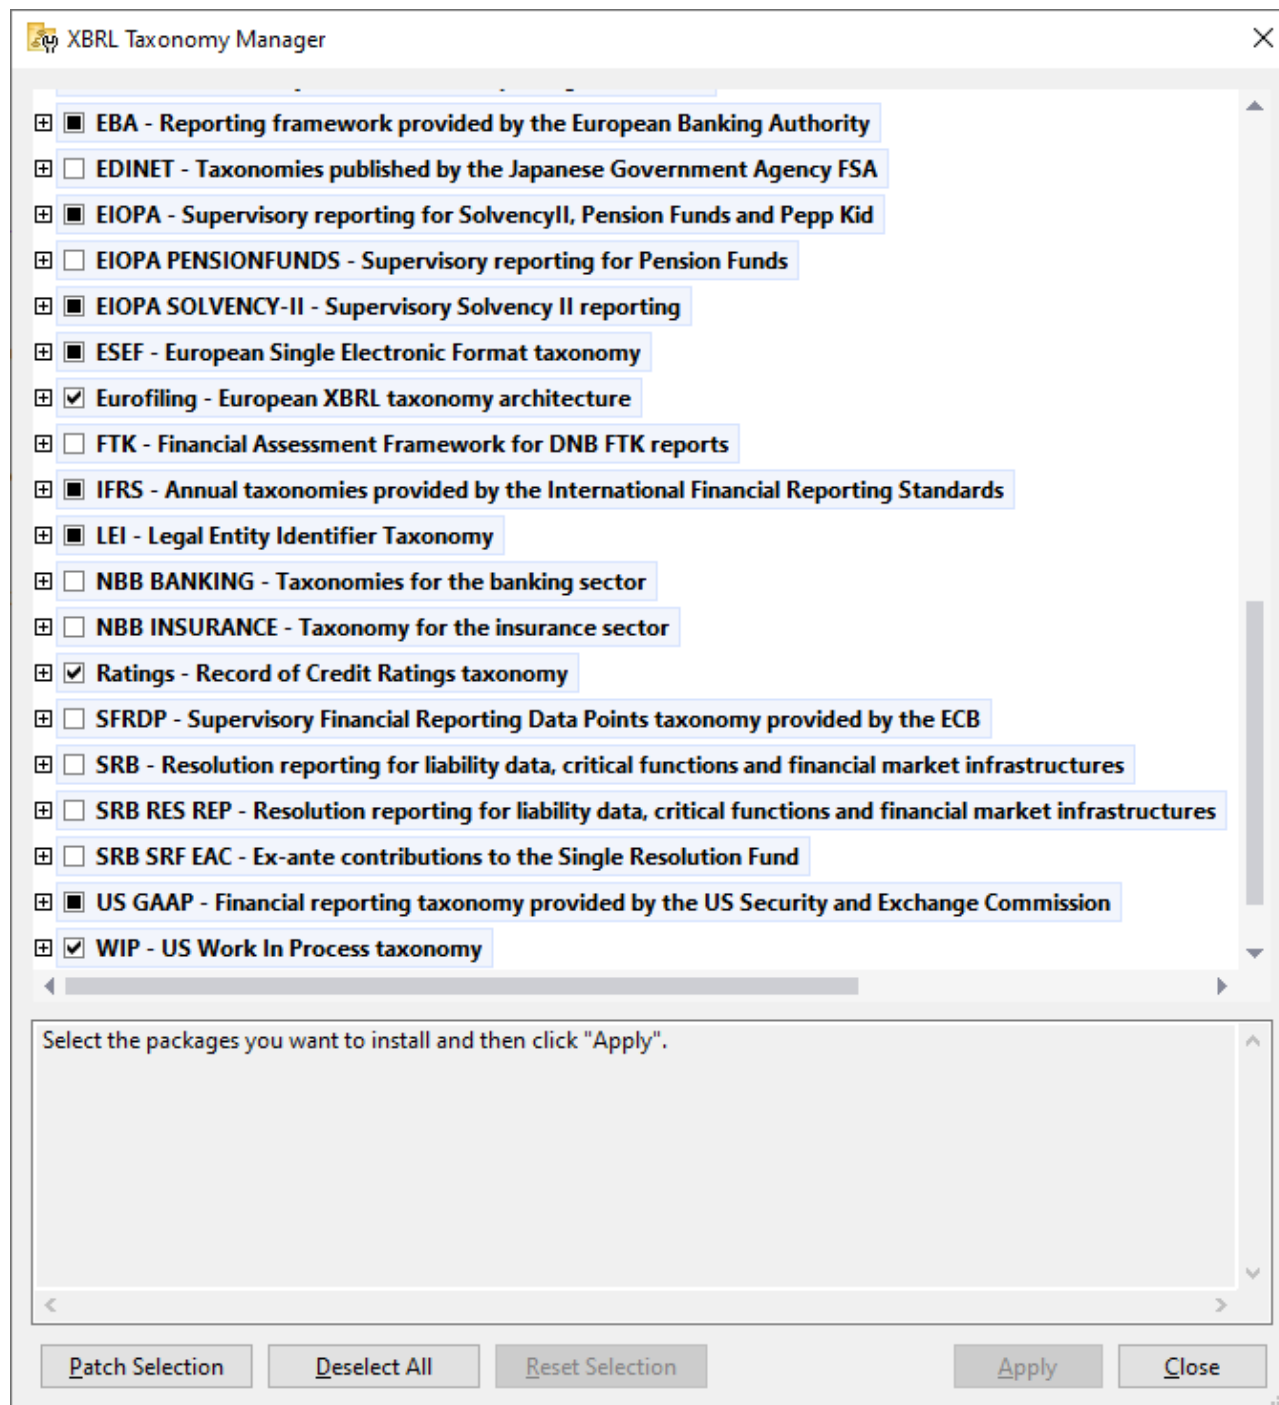 XBRL Taxonomy Manager
EBA - Reporting framework provided by the European Banking Authority
EDINET - Taxonomies published by the Japanese Government Agency FSA
EIOPA - Supervisory reporting for SolvencyII, Pension Funds and Pepp Kid
EIOPA PENSIONFUNDS - Supervisory reporting for Pension Funds
EIOPA SOLVENCY-II - Supervisory Solvency II reporting
ESEF - European Single Electronic Format taxonomy
Eurofiling - European XBRL taxonomy architecture
FTK - Financial Assessment Framework for DNB FTK reports
IFRS - Annual taxonomies provided by the International Financial Reporting Standards
LEI - Legal Entity Identifier Taxonomy
NBB BANKING - Taxonomies for the banking sector
NBB INSURANCE - Taxonomy for the insurance sector
Ratings - Record of Credit Ratings taxonomy
SFRDP - Supervisory Financial Reporting Data Points taxonomy provided by the ECB
SRB - Resolution reporting for liability data, critical functions and financial market infrastructures
SRB RES REP - Resolution reporting for liability data, critical functions and financial market infrastructures
SRB SRF EAC - Ex-ante contributions to the Single Resolution Fund
US GAAP - Financial reporting taxonomy provided by the US Security and Exchange Commission
WIP - US Work In Process taxonomy
Select the packages you want to install and then click "Apply".
Patch Selection Deselect All Reset Selection Apply Close